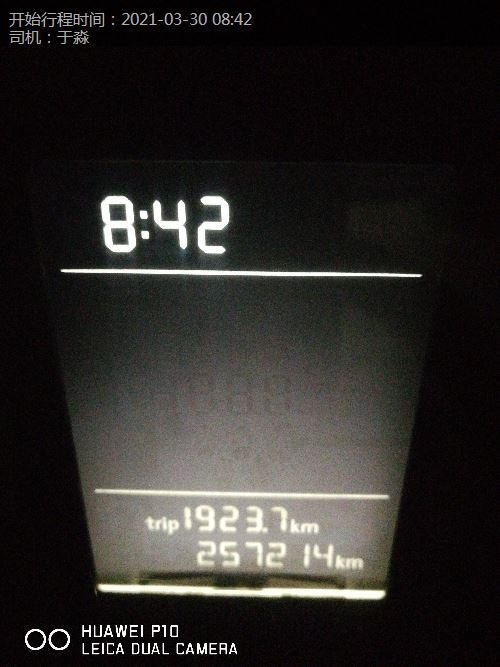 开始行程时间：2021-03-30 08:42
司机：于淼
8:42
trip 1923.7 km
257214 km
HUAWEI P10
LEICA DUAL CAMERA